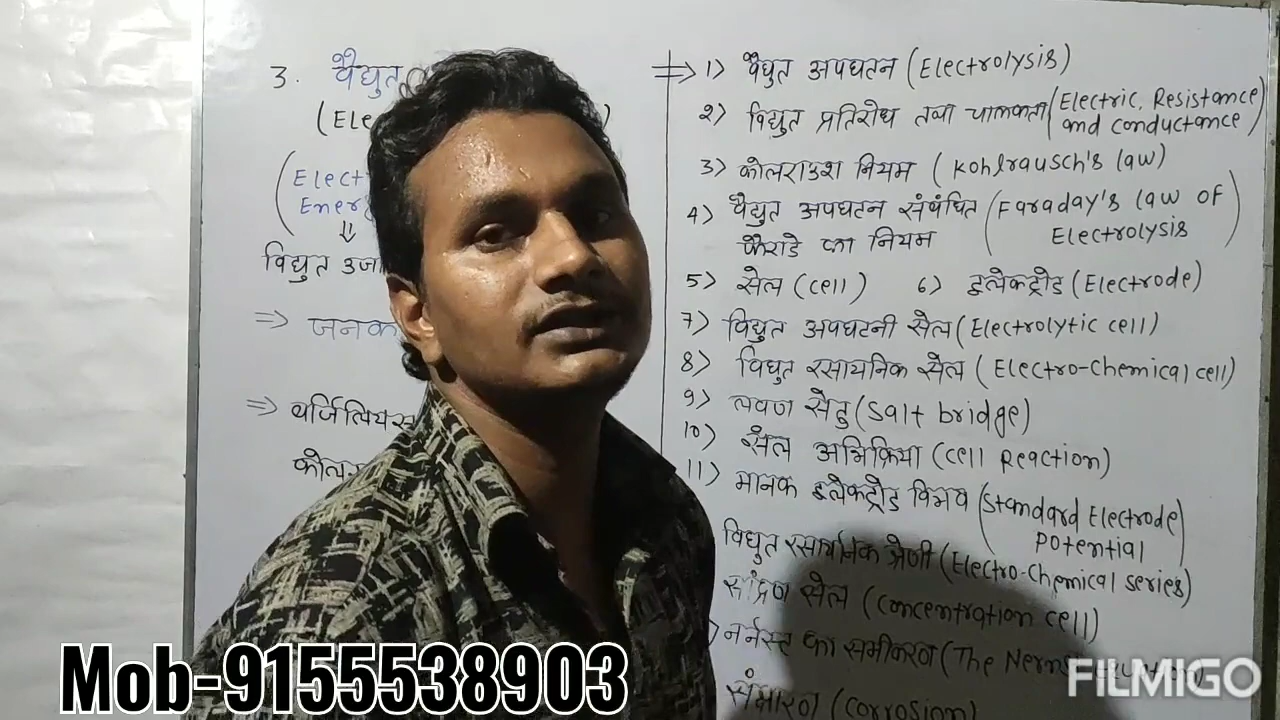 3. वैद्युत
(Ele
(Elect
Ener
विद्युत उर्जा
⇒ जनक
⇒ वर्जिलियस
कोल
⇒ 1) वैद्युत अपघटन (Electrolysis)
2) विद्युत प्रतिरोध तथा चालकता (Electric Resistance and conductance)
3) कोलराउश नियम (Kohlrausch's law)
4) वैद्युत अपघटन संबंधित फैराडे का नियम (Faraday's law of Electrolysis)
5) सेल (cell) 6) इलेक्ट्रोड (Electrode)
7) विद्युत अपघटनी सेल (Electrolytic cell)
8) विद्युत रसायनिक सेल (Electro-Chemical cell)
9) लवण सेतु (Salt bridge)
10) सेल अभिक्रिया (cell Reaction)
11) मानक इलेक्ट्रोड विभव (Standard Electrode Potential)
विद्युत रसायनिक श्रेणी (Electro-Chemical series)
सांद्रण सेल (Concentration cell)
) नर्नस्ट का समीकरण (The Nern
संक्षारण (Corrosion)
Mob-9155538903
FILMIGO